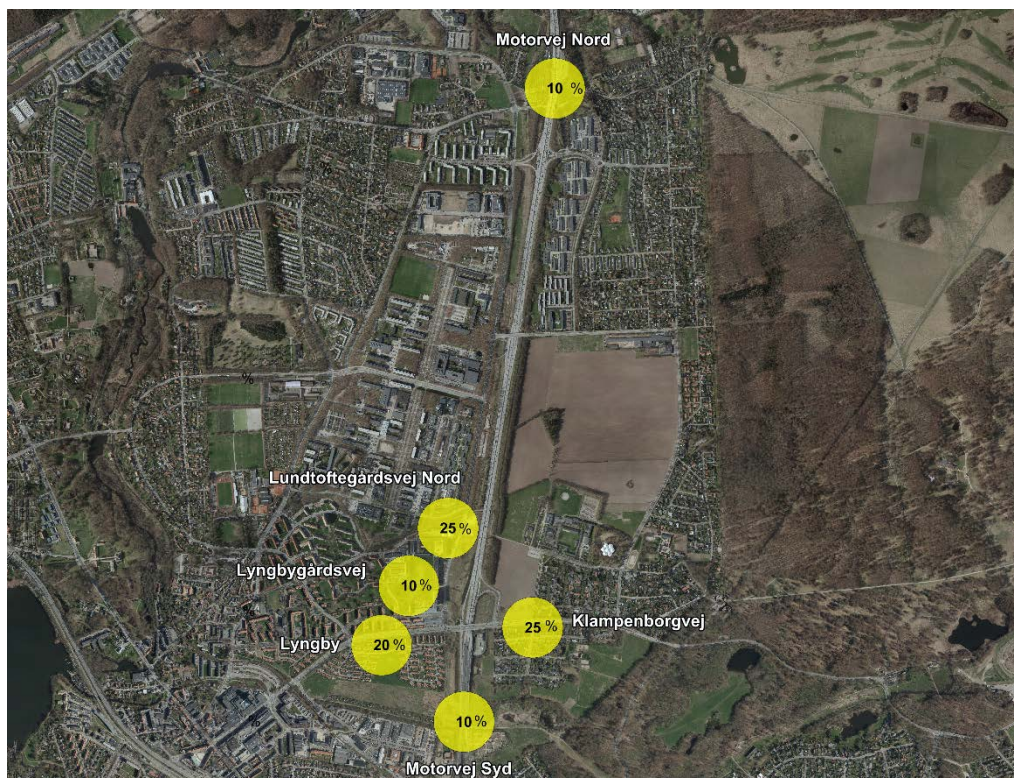 Motorvej Nord
10 %
%
Lundtoftegårdsvej Nord
25 %
Lyngbygårdsvej
10 %
Klampenborgvej
25 %
Lyngby
20 %
%
10 %
Motorvej Syd